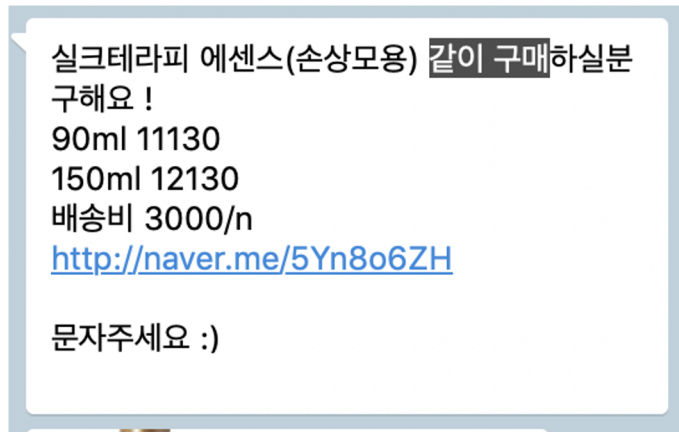 실크테라피 에센스(손상모용) 같이 구매하실분
구해요 !
90ml 11130
150ml 12130
배송비 3000/n
http://naver.me/5Yn8o6ZH
문자주세요 :)